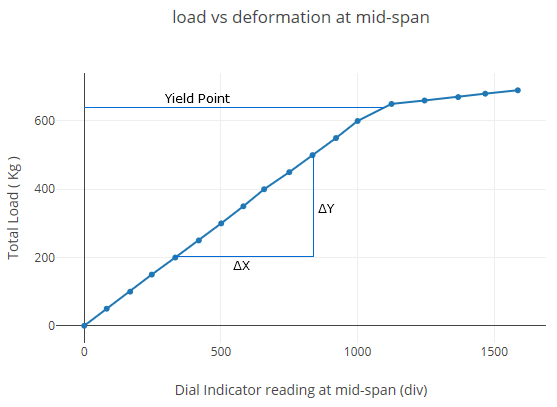 load vs deformation at mid-span
Yield Point
600
400
200
0
ΔY
ΔX
0
500
1000
1500
Total Load ( Kg )
Dial Indicator reading at mid-span (div)